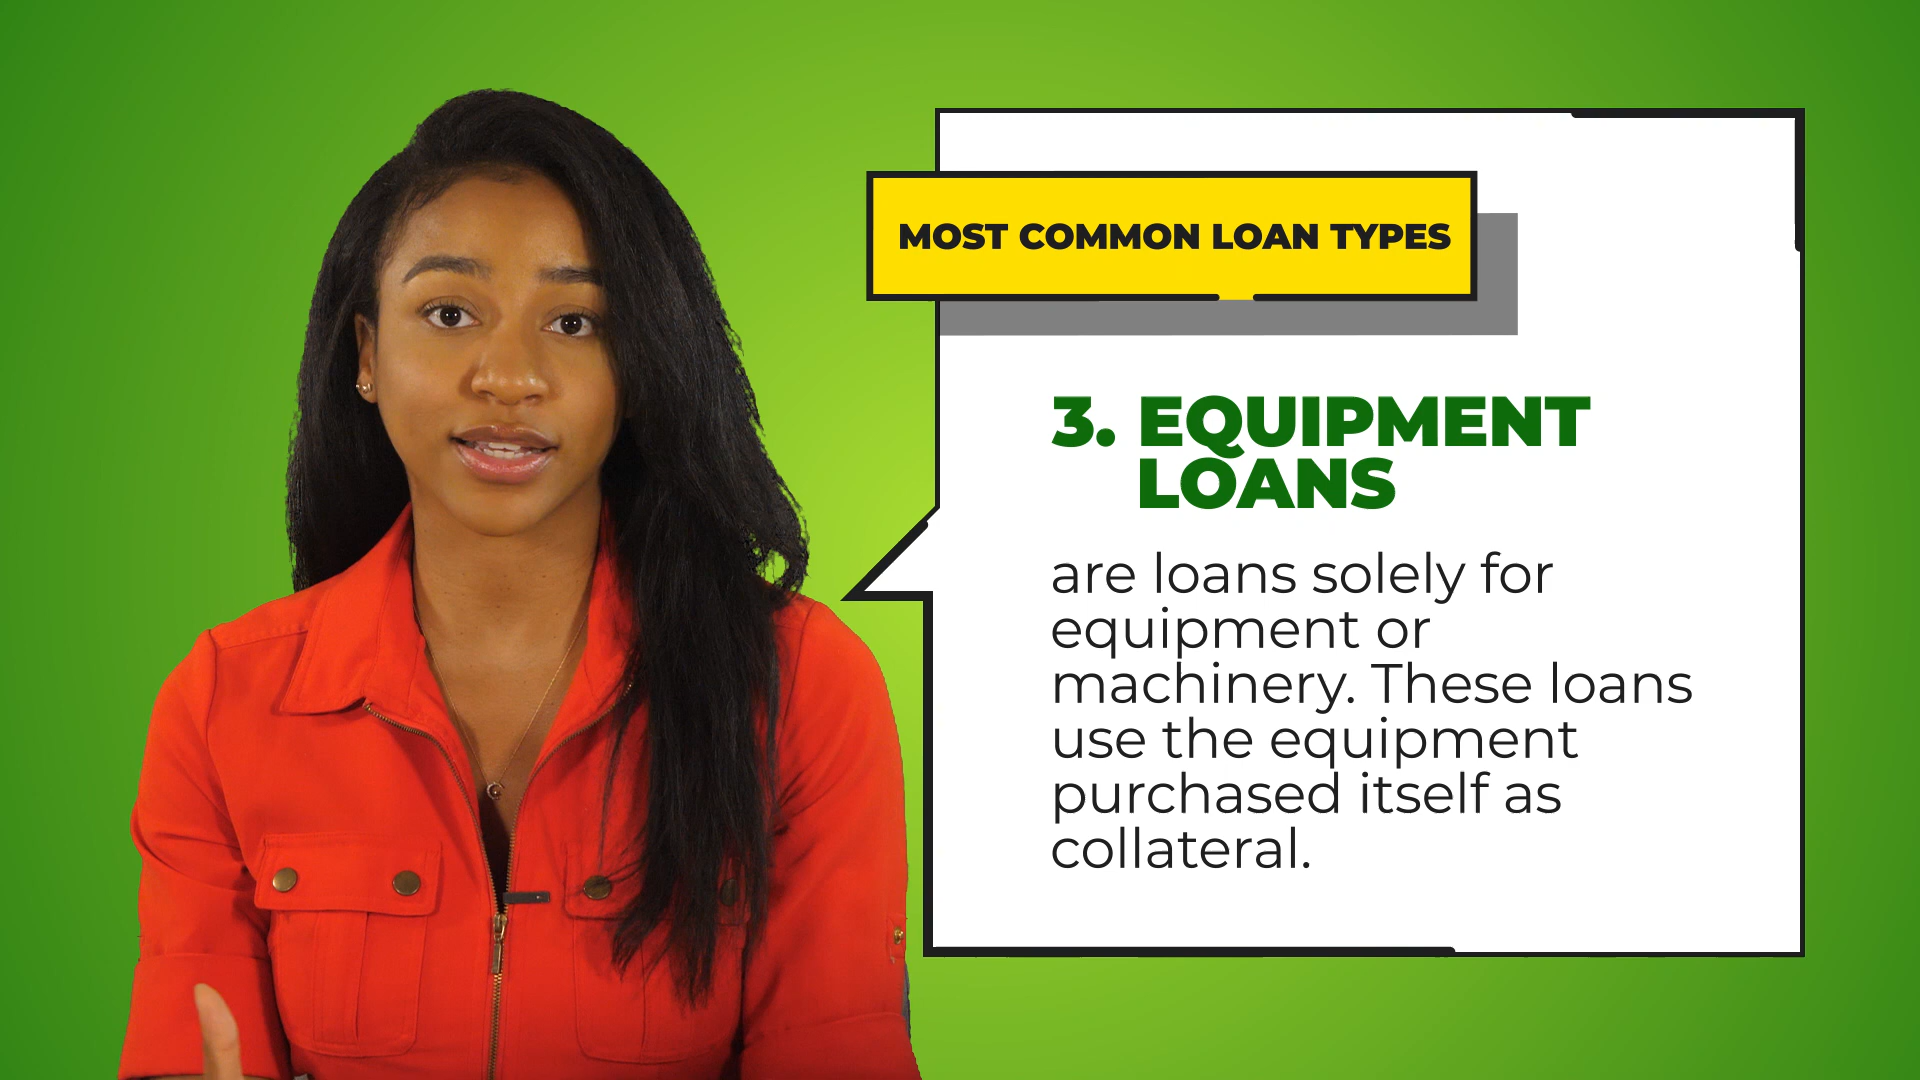 MOST COMMON LOAN TYPES
3. EQUIPMENT
LOANS
are loans solely for
equipment or
machinery. These loans
use the equipment
purchased itself as
collateral.